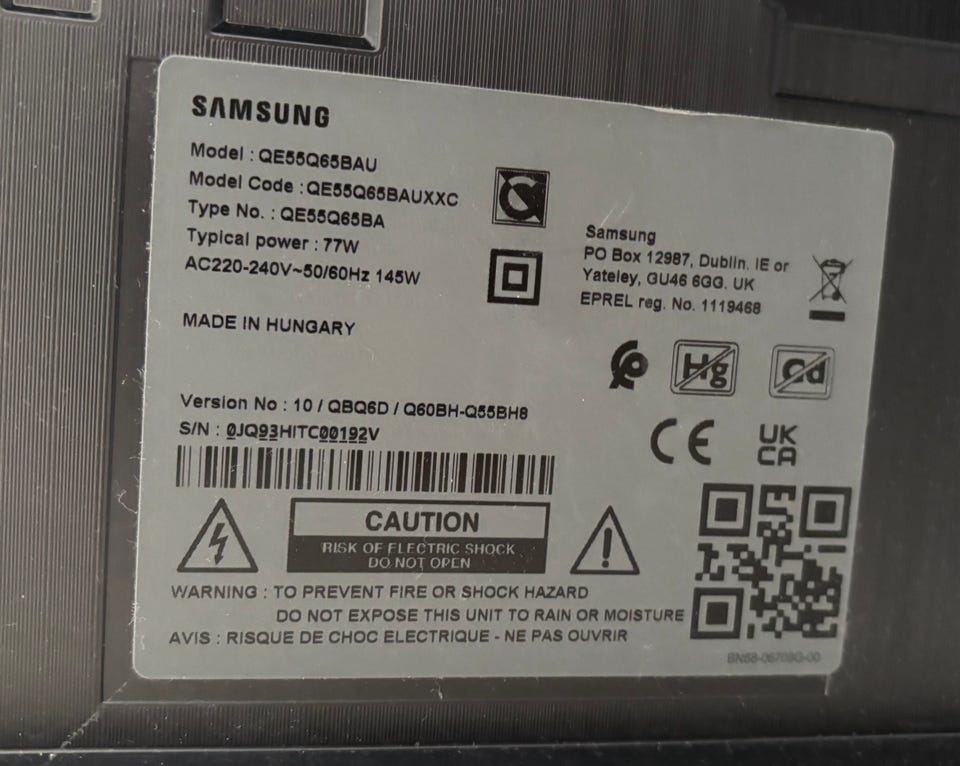 SAMSUNG
Model : QE55Q65BAU
Model Code : QE55Q65BAUXXC
Type No. : QE55Q65BA
Typical power : 77W
AC220-240V~50/60Hz 145W
MADE IN HUNGARY
Samsung
PO Box 12987, Dublin. IE or
Yateley, GU46 6GG. UK
EPREL reg. No. 1119468
Hg
Cd
Version No : 10 / QBQ6D / Q60BH-Q55BH8
S/N : 0JQ93HITC00192V
CE
UK
CA
CAUTION
RISK OF ELECTRIC SHOCK
DO NOT OPEN
WARNING : TO PREVENT FIRE OR SHOCK HAZARD
DO NOT EXPOSE THIS UNIT TO RAIN OR MOISTURE
AVIS : RISQUE DE CHOC ELECTRIQUE - NE PAS OUVRIR